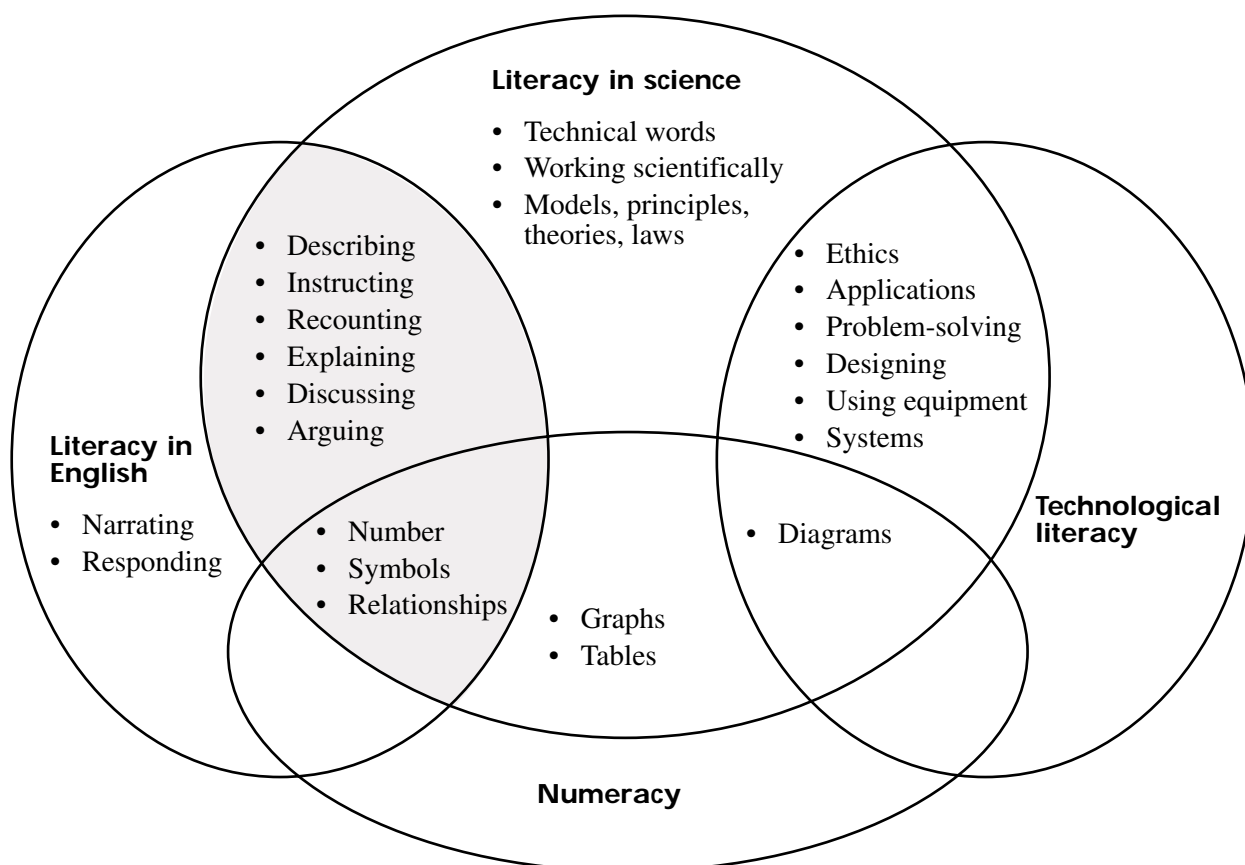 Literacy in science
• Technical words
• Working scientifically
• Models, principles,
theories, laws
• Describing
• Instructing
• Recounting
• Explaining
• Discussing
• Arguing
• Ethics
• Applications
• Problem-solving
• Designing
• Using equipment
• Systems
Literacy in
English
• Narrating
• Responding
• Number
• Symbols
• Relationships
• Graphs
• Tables
• Diagrams
Technological
literacy
Numeracy